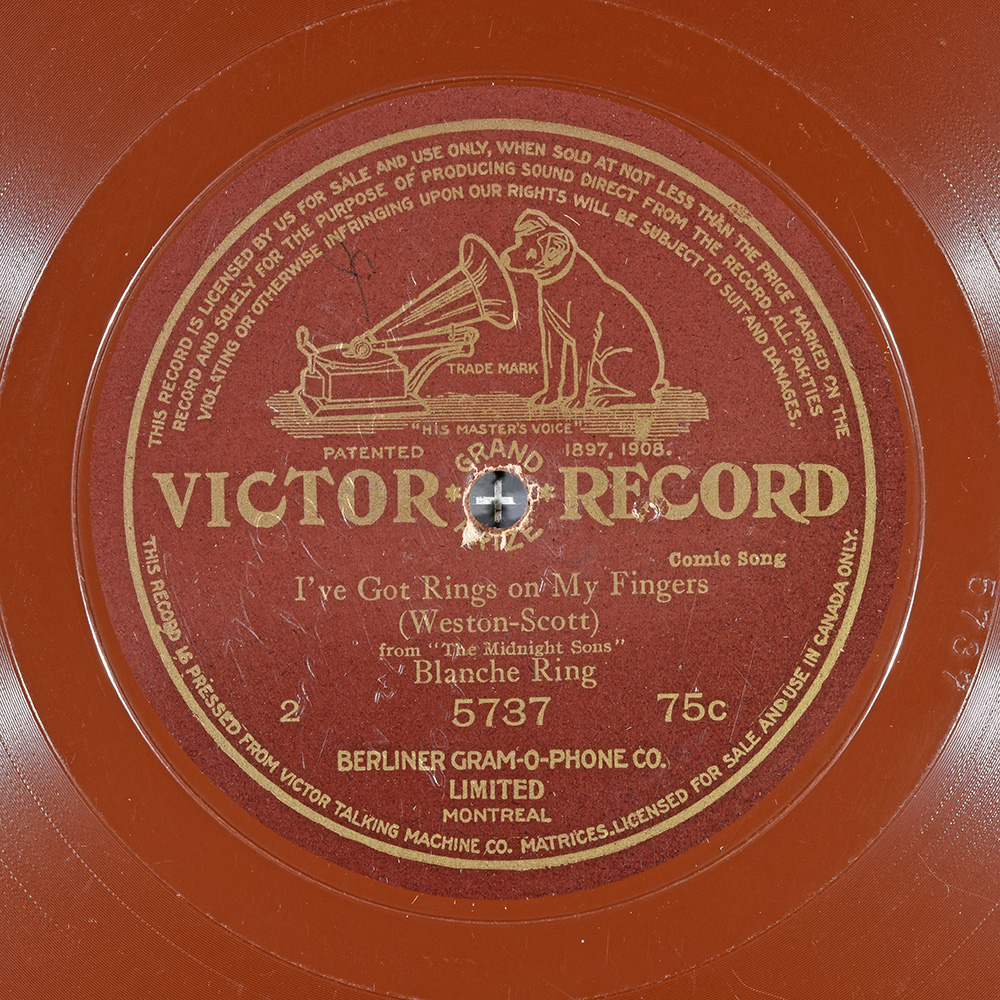 THIS RECORD IS LICENSED BY US FOR SALE AND USE ONLY, WHEN SOLD AT NOT LESS THAN THE PRICE MARKED ON THE
RECORD AND SOLELY FOR THE PURPOSE OF PRODUCING SOUND DIRECT FROM THE RECORD. ALL PARTIES
VIOLATING OR OTHERWISE INFRINGING UPON OUR RIGHTS WILL BE SUBJECT TO SUIT AND DAMAGES.
TRADE MARK
"HIS MASTER'S VOICE"
PATENTED 1897, 1908.
GRAND
VICTOR RECORD
Comic Song
I've Got Rings on My Fingers
(Weston-Scott)
from "The Midnight Sons"
Blanche Ring
2 5737 75c
BERLINER GRAM-O-PHONE CO.
LIMITED
MONTREAL
THIS RECORD IS PRESSED FROM VICTOR TALKING MACHINE CO. MATRICES. LICENSED FOR SALE AND USE IN CANADA ONLY.
5737